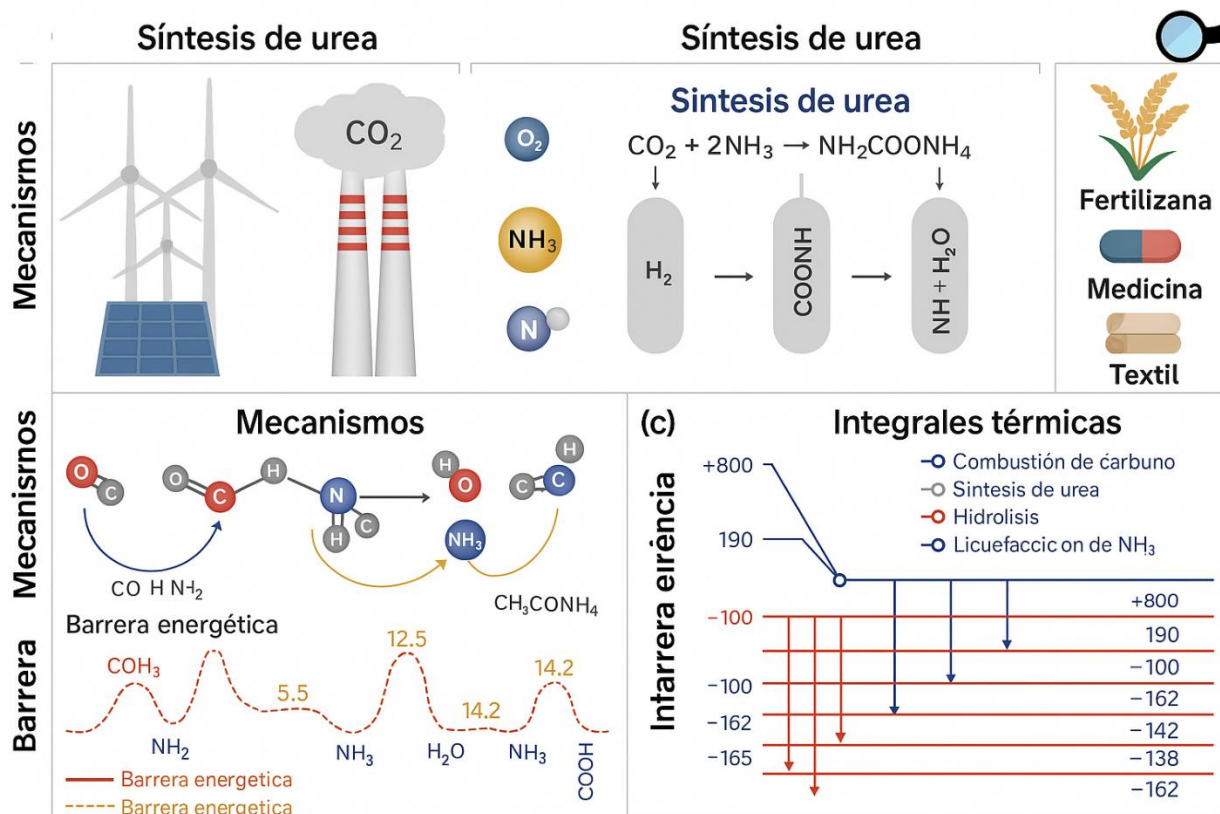 Síntesis de urea
Síntesis de urea
Mecanismos
CO₂
O₂
NH₃
N
Sintesis de urea
CO₂ + 2NH₃ → NH₂COONH₄
H₂
COONH
NH + H₂O
Fertilizana
Medicina
Textil
Mecanismos
Mecanismos
O
C
O
C
H
N
H
C
H
O
NH₃
H
C
C
CO H NH₂
CH₃CONH₄
Barrera
Barrera energética
COH₃
NH₂
5.5
NH₃
12.5
H₂O
14.2
NH₃
14.2
COOH
Barrera energetica
Barrera energetica
(c)
Integrales térmicas
Intarrera eiréncia
Combustión de ćarbuno
Sintesis de urea
Hidrolisis
Licuefaccic on de NH₃
+800
190
−100
−100
−162
−165
+800
190
−100
−162
−142
−138
−162